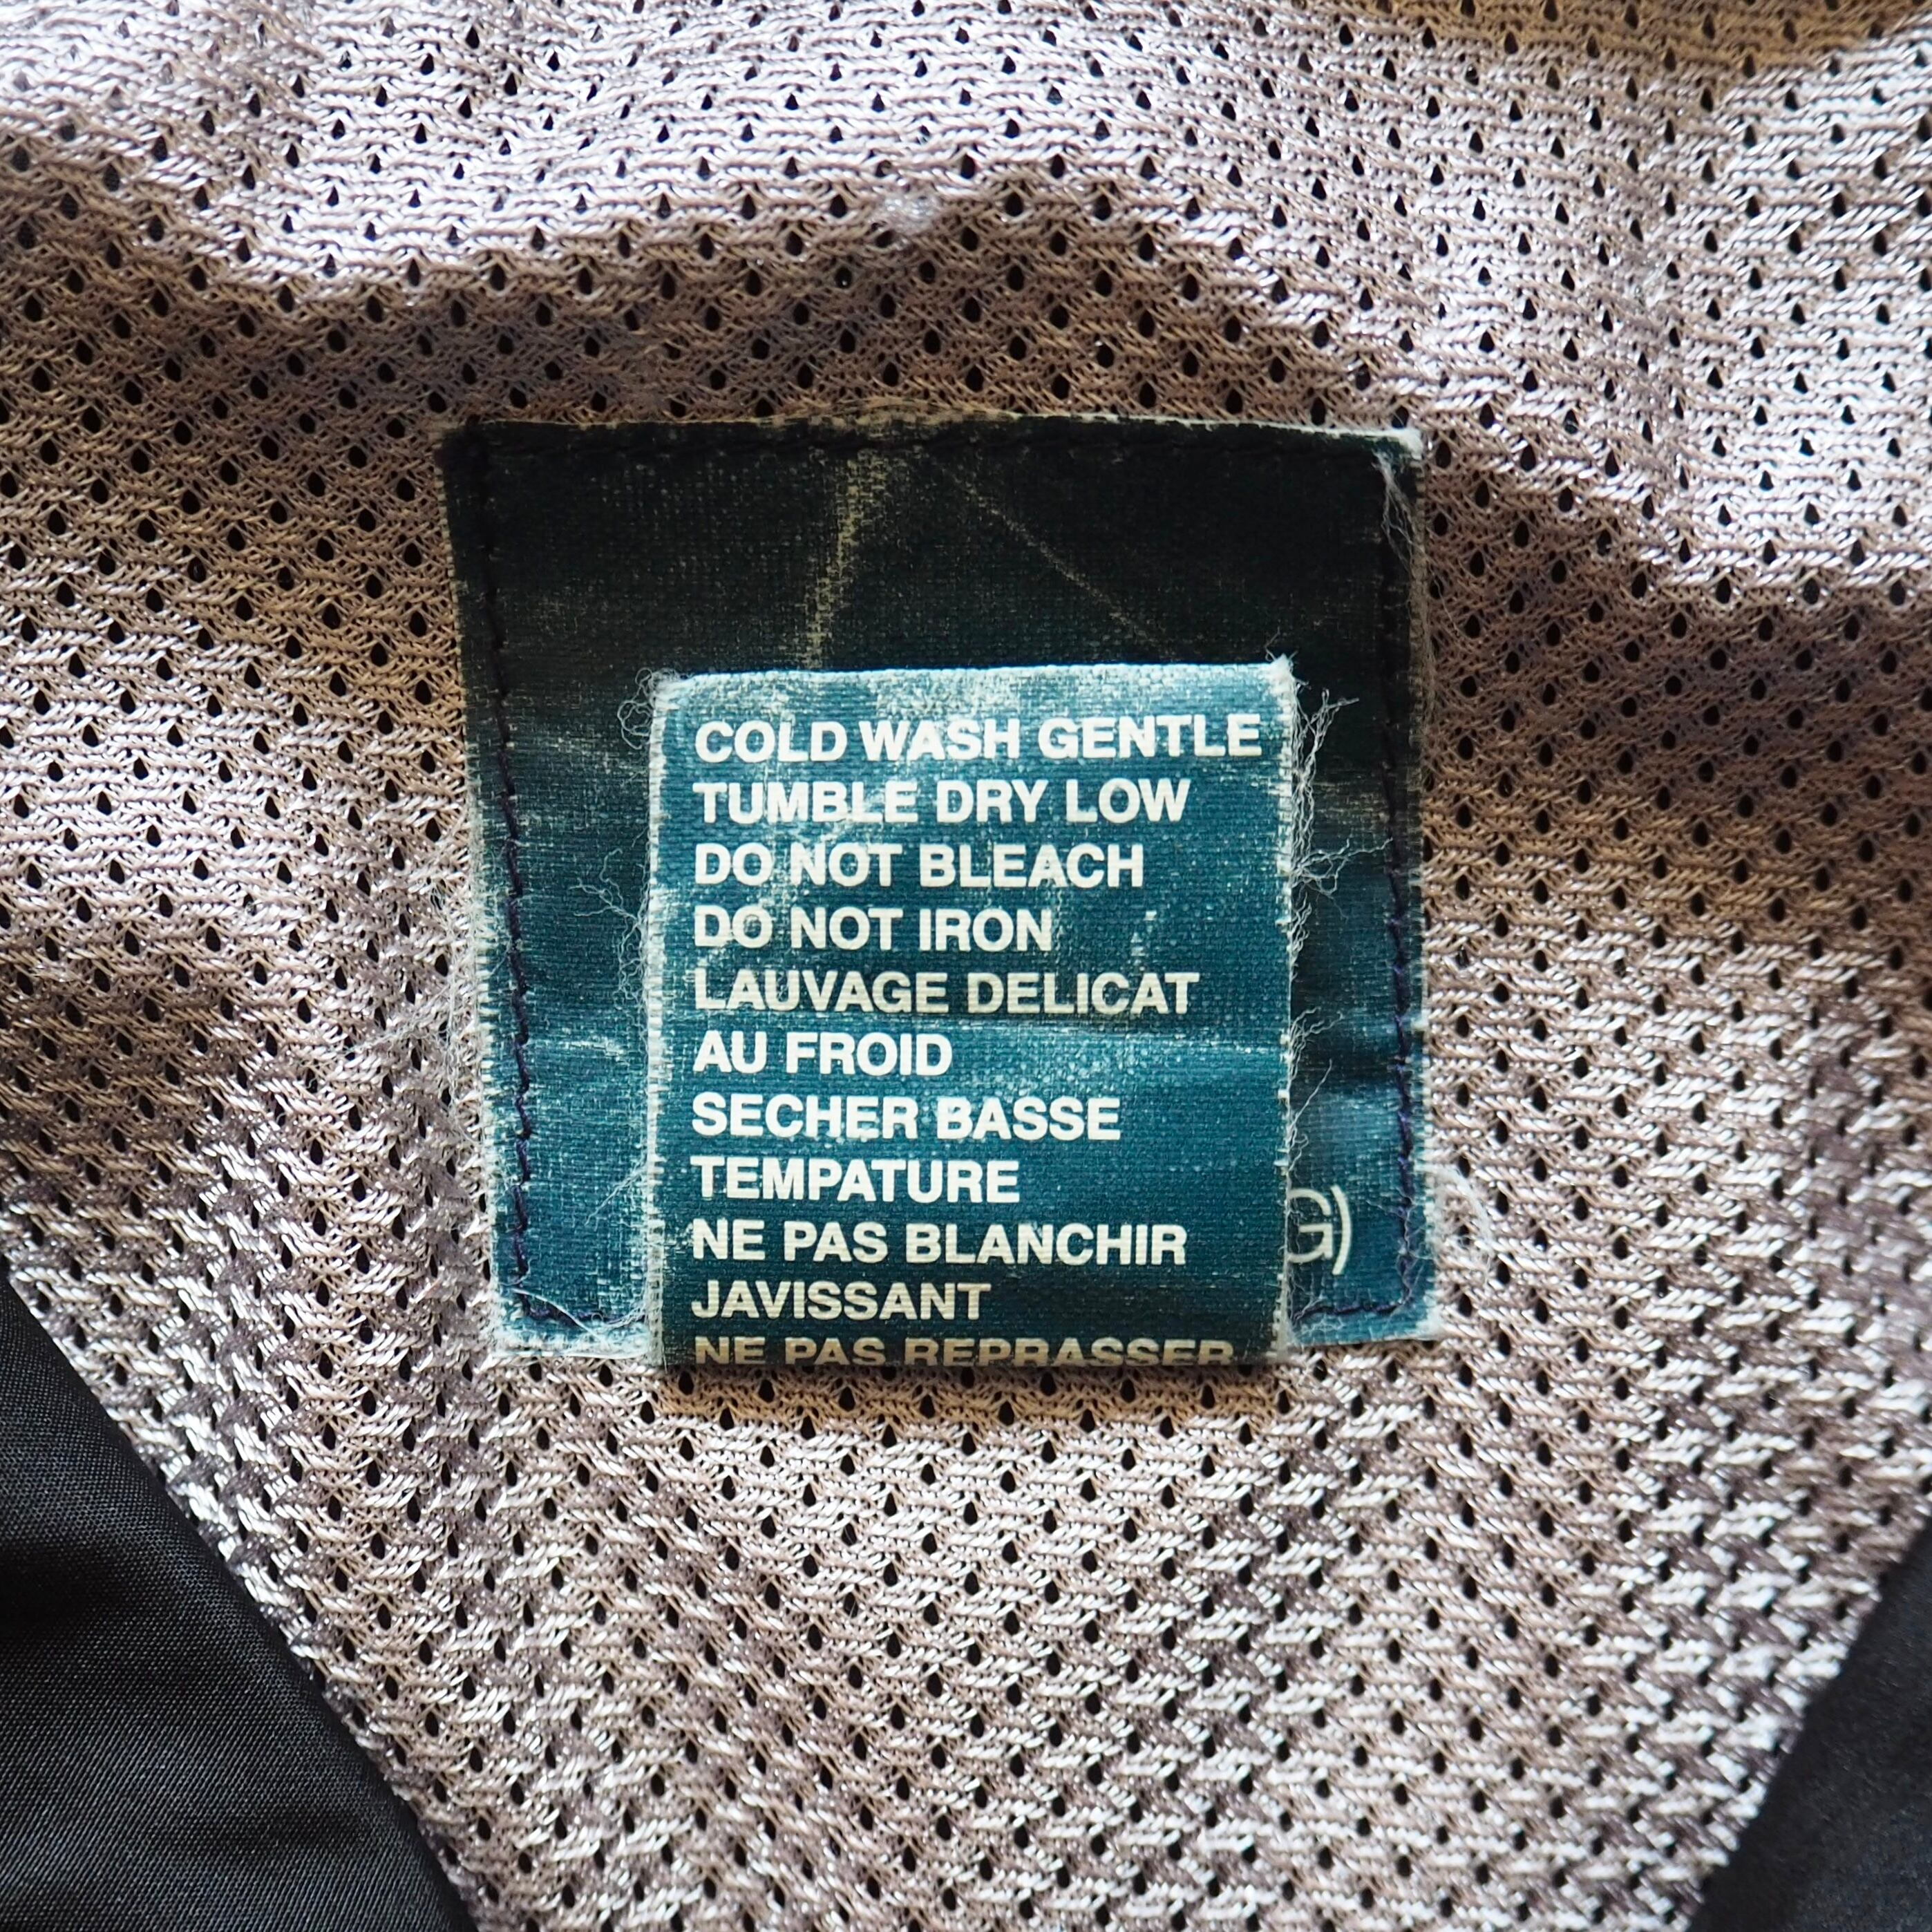 COLD WASH GENTLE
TUMBLE DRY LOW
DO NOT BLEACH
DO NOT IRON
LAUVAGE DELICAT
AU FROID
SECHER BASSE
TEMPATURE
NE PAS BLANCHIR
JAVISSANT
NE PAS REPRASSER
G)